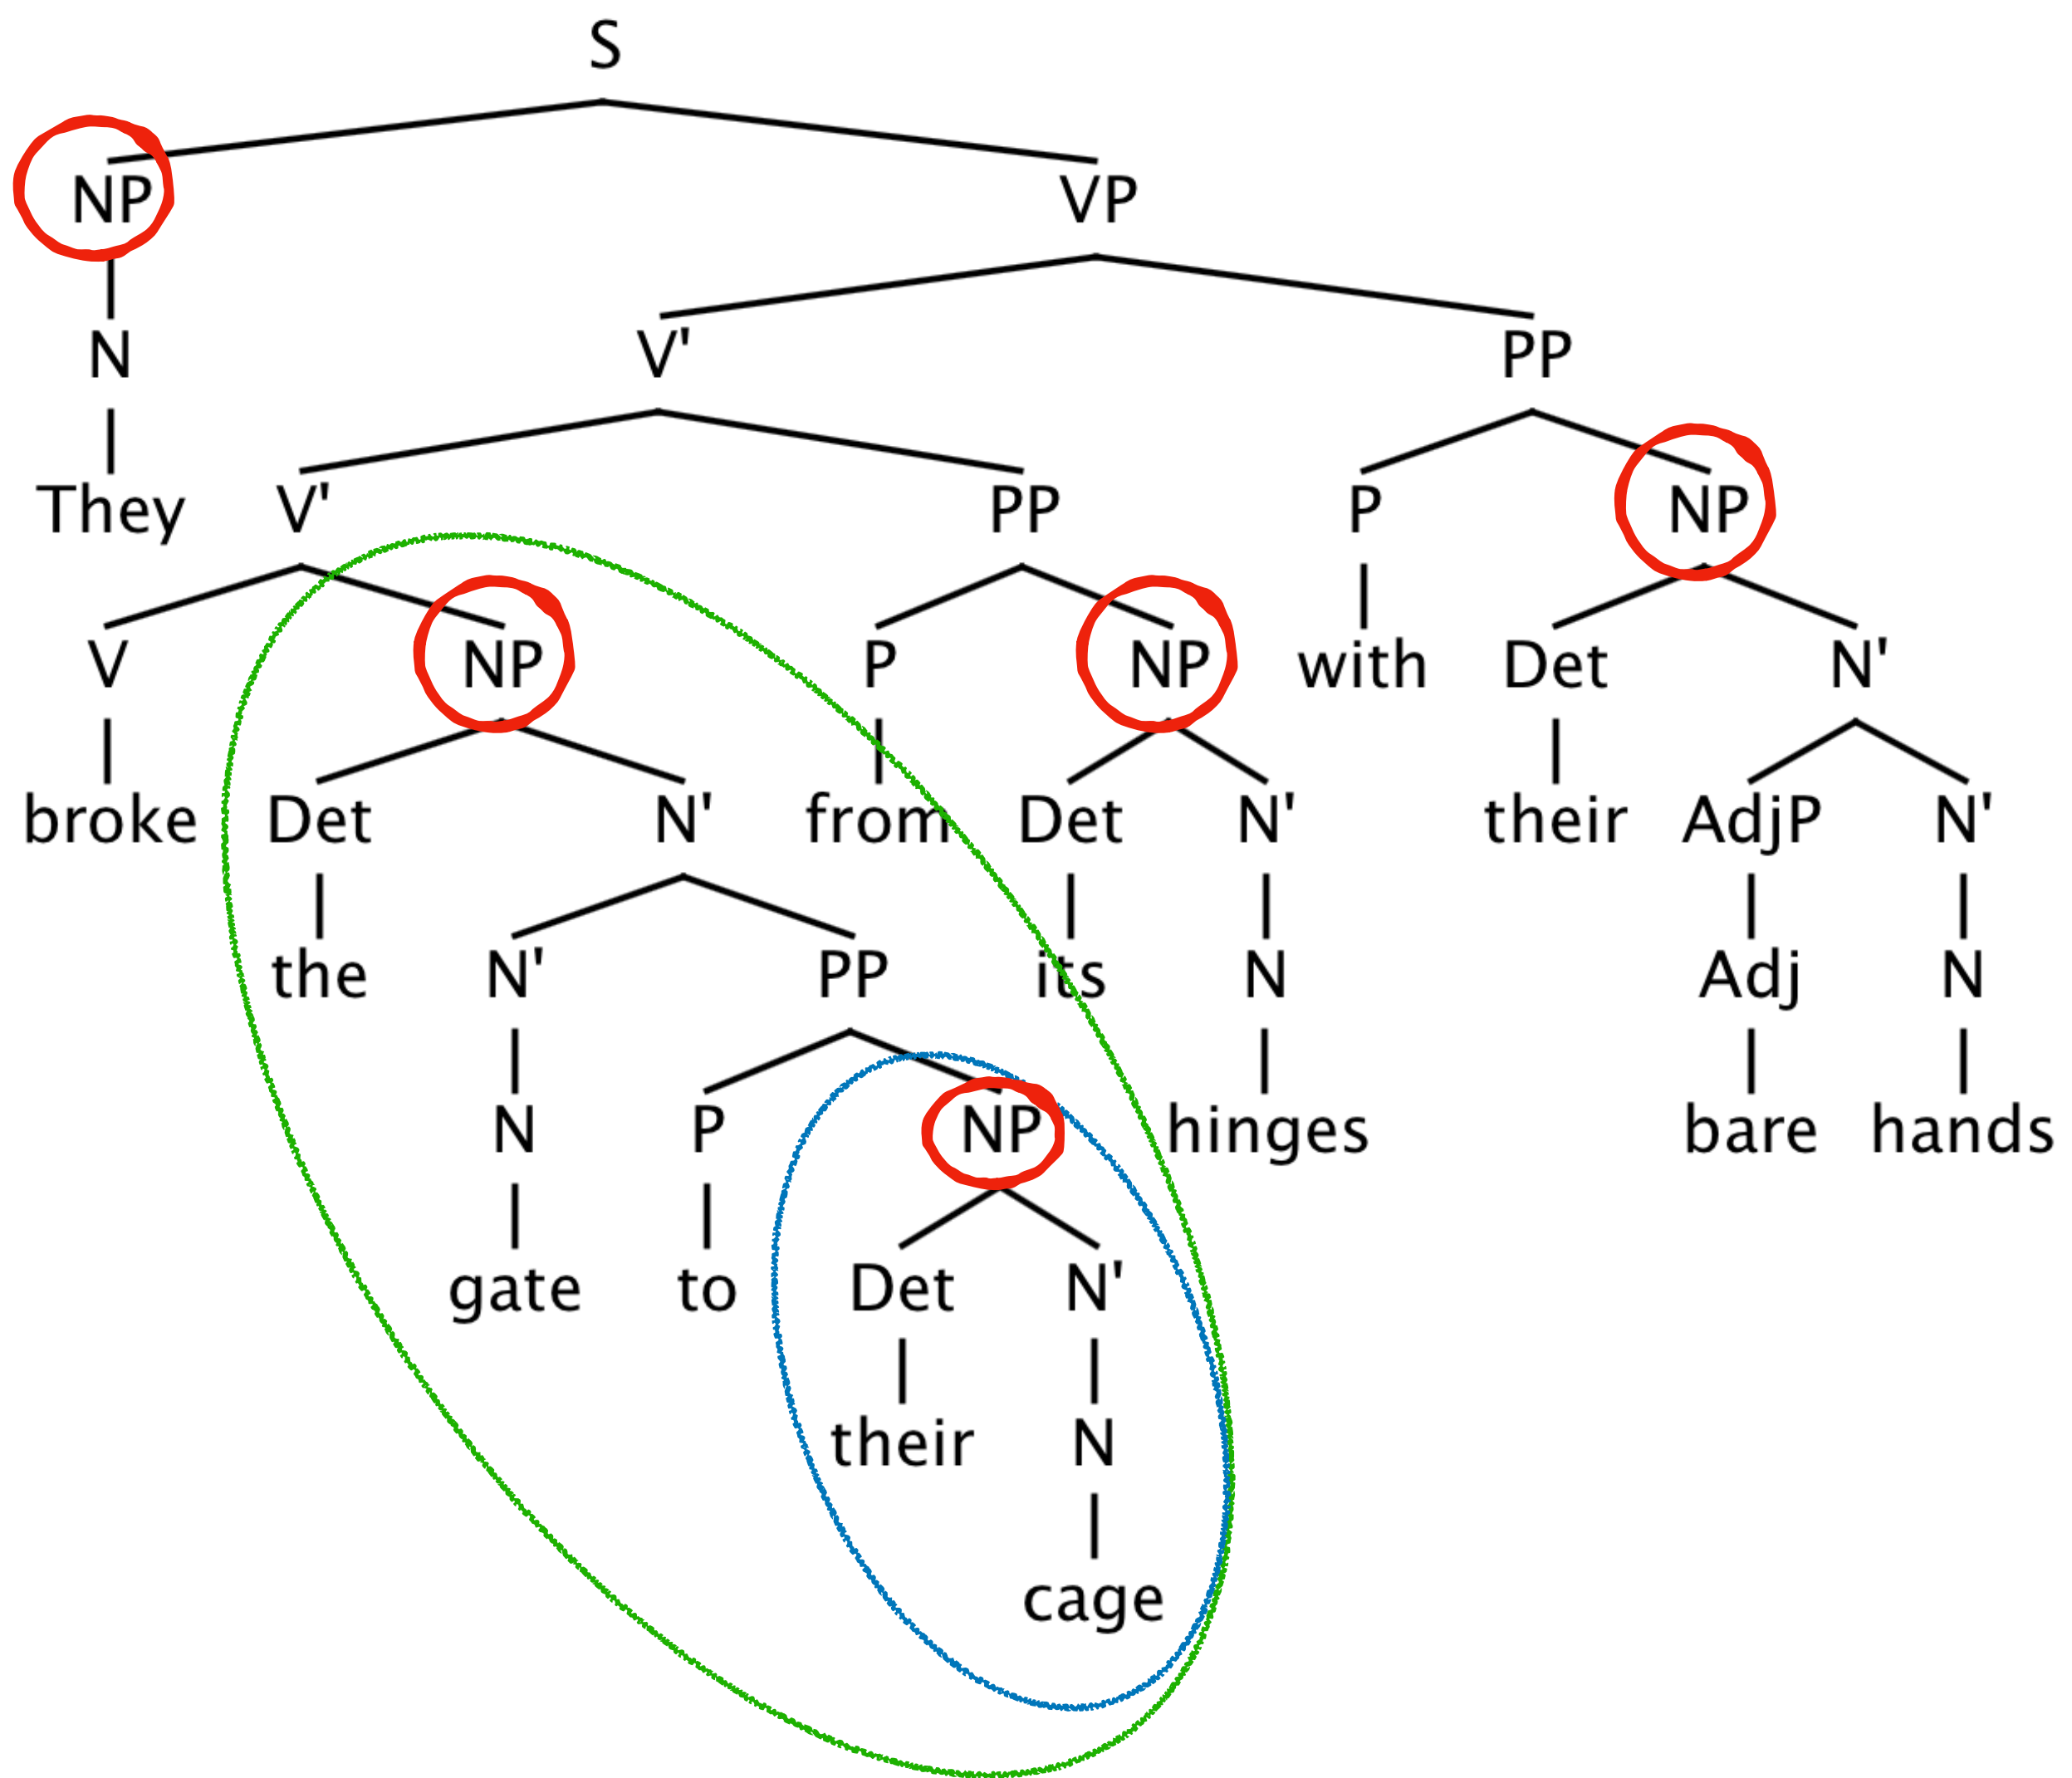 S
NP VP
N V' PP
They V' PP P NP
V NP P NP with Det N'
broke Det N' from Det N' their AdjP N'
the N' PP its N Adj N
N P NP hinges bare hands
gate to Det N'
their N
cage